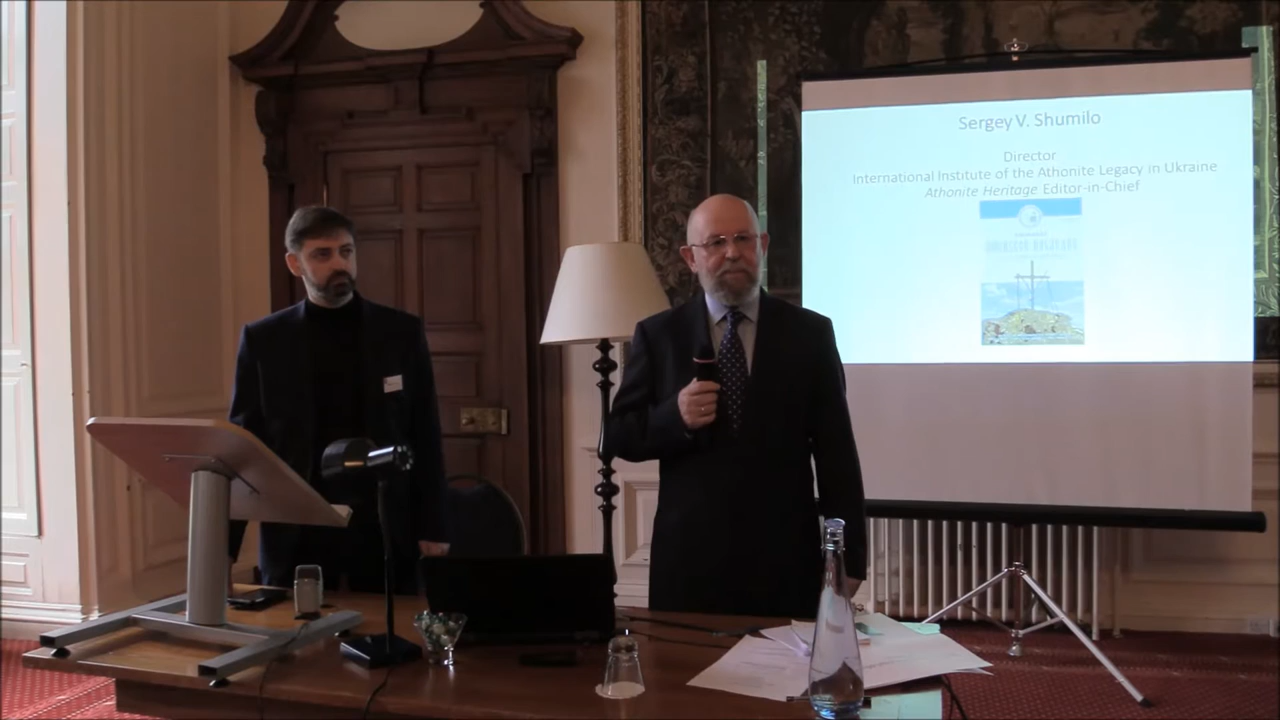 Sergey V. Shumilo
Director
International Institute of the Athonite Legacy in Ukraine
Athonite Heritage Editor-in-Chief